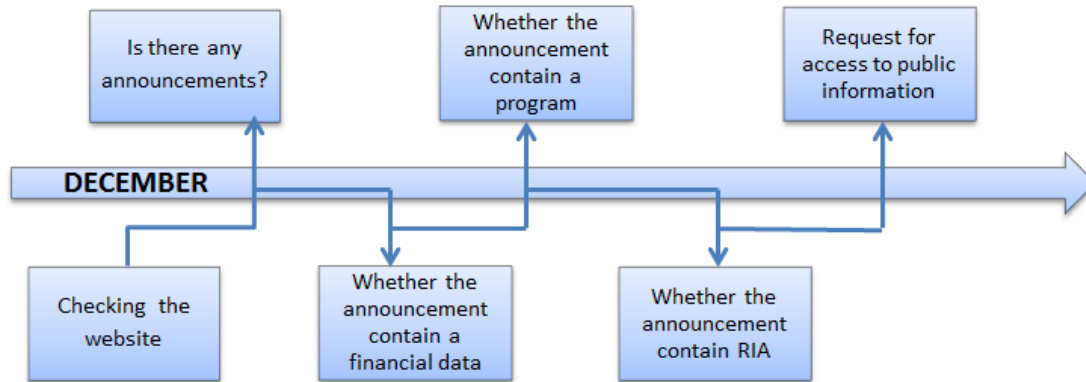 Is there any
announcements?
Whether the
announcement
contain a
program
Request for
access to public
information
DECEMBER
Checking the
website
Whether the
announcement
contain a
financial data
Whether the
announcement
contain RIA